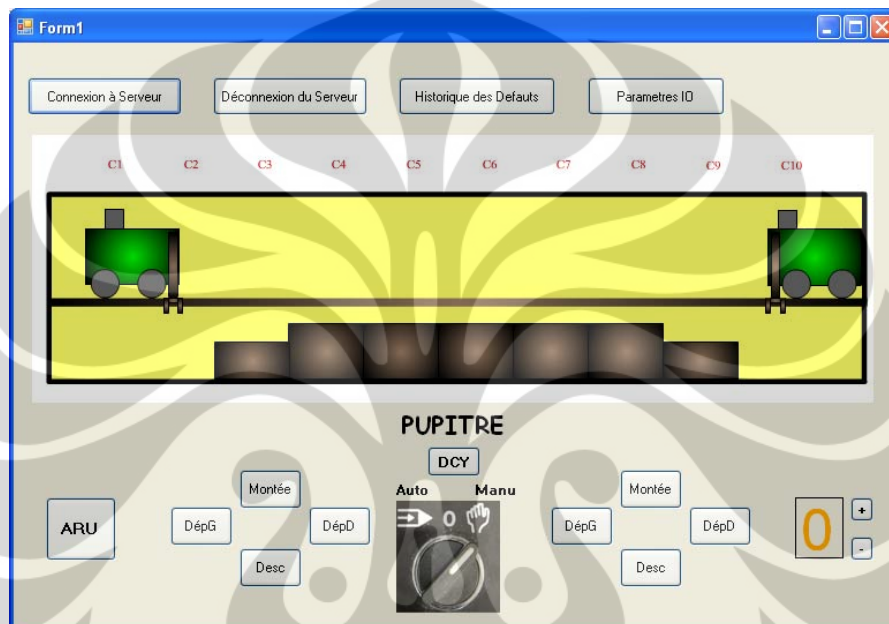 Form1
Connexion à Serveur Déconnexion du Serveur Historique des Defauts Parametres IO
C1 C2 C3 C4 C5 C6 C7 C8 C9 C10
PUPITRE
DCY
Auto Manu
Montée Montée
ARU DépG DépD 0 DépG DépD 0 +
-
Desc Desc